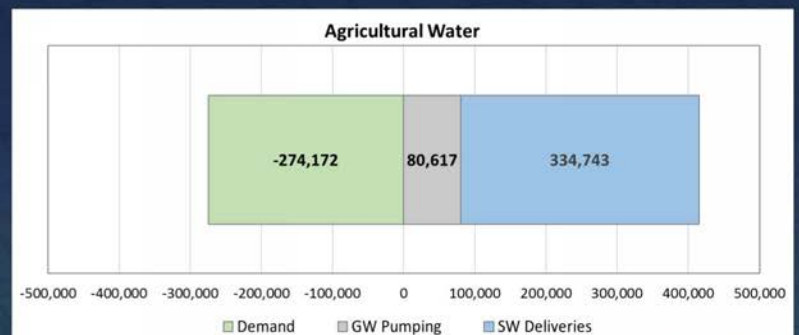 Agricultural Water
-274,172 80,617 334,743
-500,000 -400,000 -300,000 -200,000 -100,000 0 100,000 200,000 300,000 400,000 500,000
Demand GW Pumping SW Deliveries